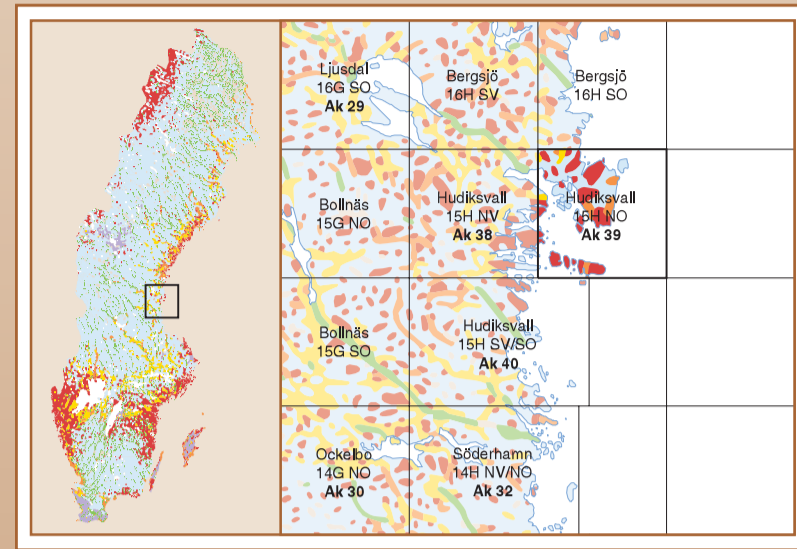 Ljusdal
16G SO
Ak 29
Bergsjö
16H SV
Bergsjö
16H SO
Bollnäs
15G NO
Hudiksvall
15H NV
Ak 38
Hudiksvall
15H NO
Ak 39
Bollnäs
15G SO
Hudiksvall
15H SV/SO
Ak 40
Ockelbo
14G NO
Ak 30
Söderhamn
14H NV/NO
Ak 32